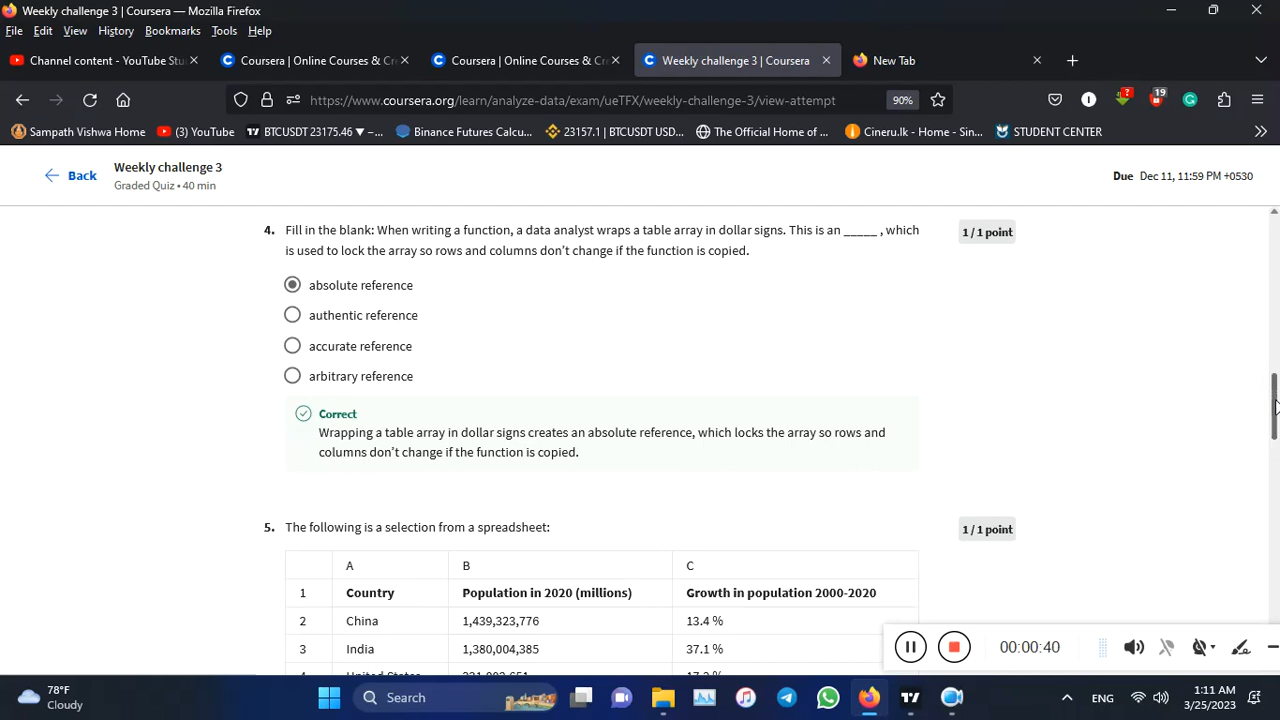 Weekly challenge 3 | Coursera — Mozilla Firefox
File Edit View History Bookmarks Tools Help
Channel content - YouTube Stu
Coursera | Online Courses & Cre
Coursera | Online Courses & Cre
Weekly challenge 3 | Coursera
New Tab
https://www.coursera.org/learn/analyze-data/exam/ueTFX/weekly-challenge-3/view-attempt
90%
19
Sampath Vishwa Home
(3) YouTube
BTCUSDT 23175.46 ▼ −...
Binance Futures Calcu...
23157.1 | BTCUSDT USD...
The Official Home of ...
Cineru.lk - Home - Sin...
STUDENT CENTER
Back
Weekly challenge 3
Graded Quiz • 40 min
Due Dec 11, 11:59 PM +0530
4. Fill in the blank: When writing a function, a data analyst wraps a table array in dollar signs. This is an _____ , which
is used to lock the array so rows and columns don’t change if the function is copied.
1 / 1 point
absolute reference
authentic reference
accurate reference
arbitrary reference
Correct
Wrapping a table array in dollar signs creates an absolute reference, which locks the array so rows and
columns don’t change if the function is copied.
5. The following is a selection from a spreadsheet:
1 / 1 point
A B C
1 Country Population in 2020 (millions) Growth in population 2000-2020
2 China 1,439,323,776 13.4 %
3 India 1,380,004,385 37.1 %
00:00:40
78°F
Cloudy
Search
ENG
1:11 AM
3/25/2023